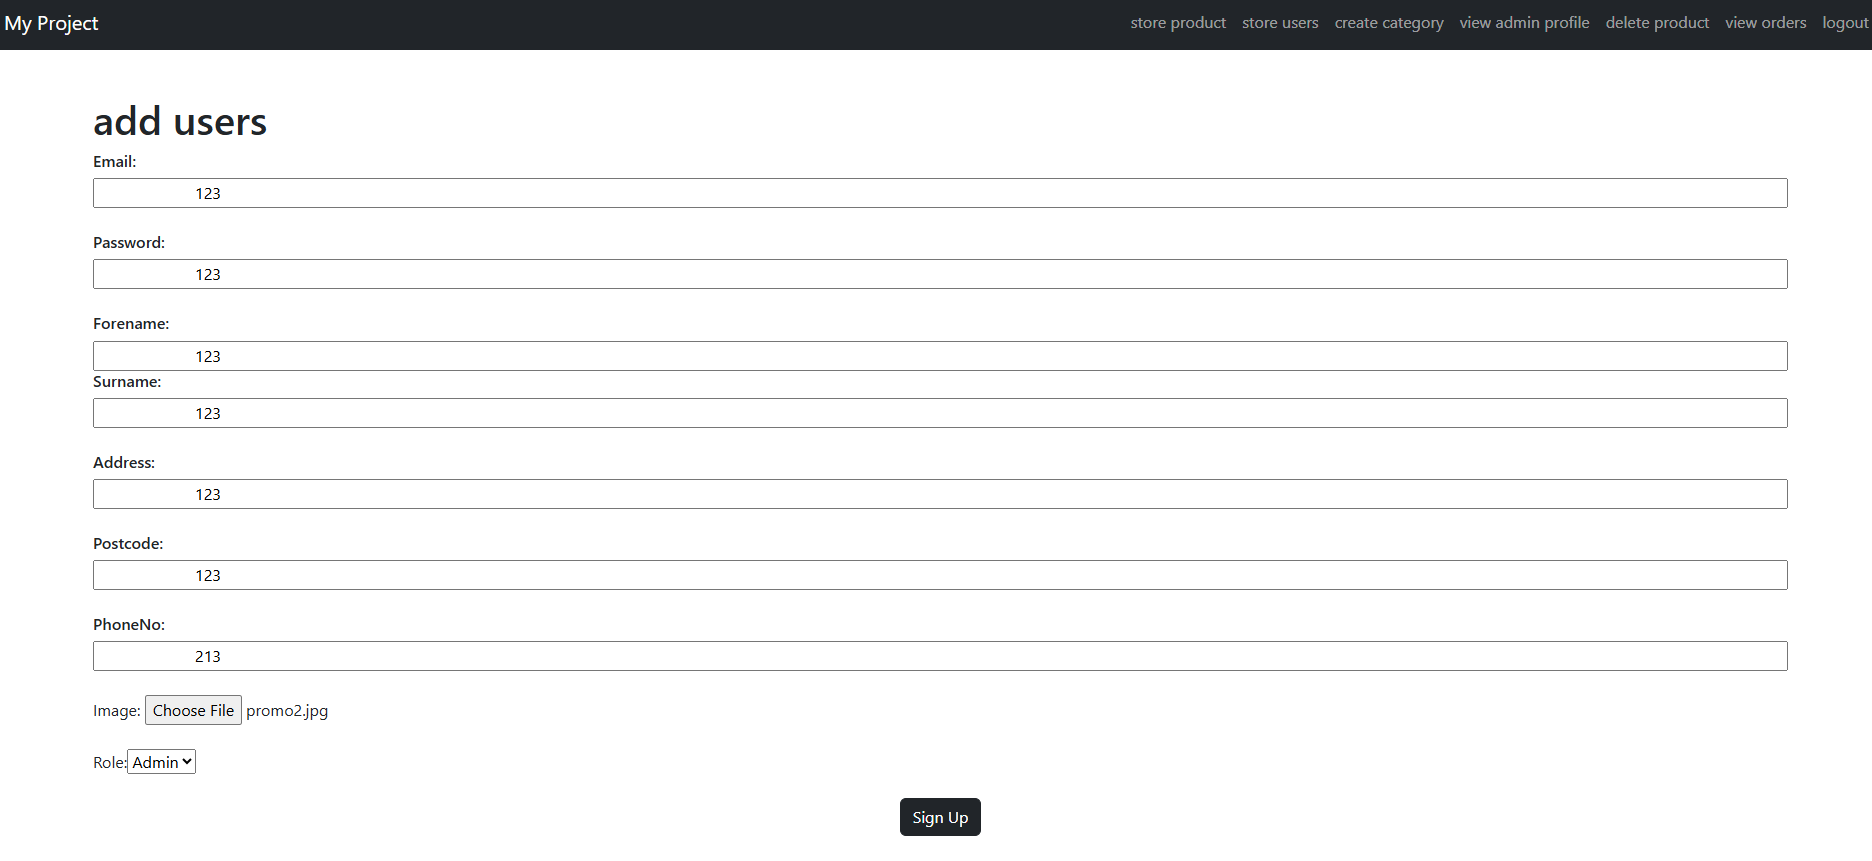 My Project store product store users create category view admin profile delete product view orders logout
add users
Email:
123
Password:
123
Forename:
123
Surname:
123
Address:
123
Postcode:
123
PhoneNo:
213
Image: Choose File promo2.jpg
Role: Admin
Sign Up